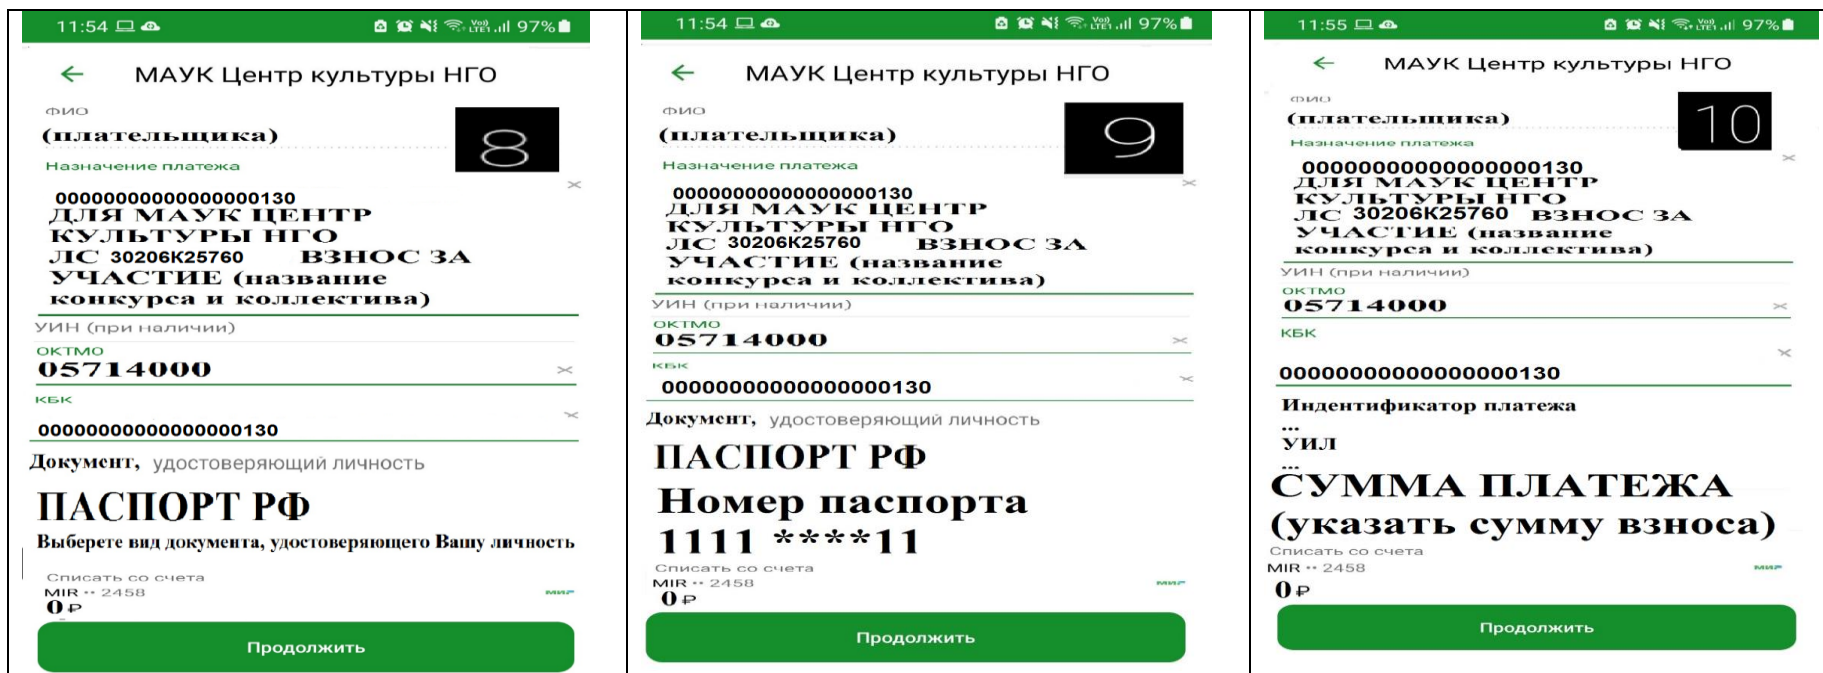 11:54 97%
МАУК Центр культуры НГО
ФИО
(плательщика)
8
Назначение платежа
00000000000000000130
ДЛЯ МАУК ЦЕНТР
КУЛЬТУРЫ НГО
ЛС 30206К25760 ВЗНОС ЗА
УЧАСТИЕ (название
конкурса и коллектива)
УИН (при наличии)
ОКТМО
05714000
КБК
00000000000000000130
Документ, удостоверяющий личность
ПАСПОРТ РФ
Выберете вид документа, удостоверяющего Вашу личность
Списать со счета
MIR •• 2458
МИР
0 ₽
Продолжить
11:54 97%
МАУК Центр культуры НГО
ФИО
(плательщика)
9
Назначение платежа
00000000000000000130
ДЛЯ МАУК ЦЕНТР
КУЛЬТУРЫ НГО
ЛС 30206К25760 ВЗНОС ЗА
УЧАСТИЕ (название
конкурса и коллектива)
УИН (при наличии)
ОКТМО
05714000
КБК
00000000000000000130
Документ, удостоверяющий личность
ПАСПОРТ РФ
Номер паспорта
1111 ****11
Списать со счета
MIR •• 2458
МИР
0 ₽
Продолжить
11:55 97%
МАУК Центр культуры НГО
ФИО
(плательщика)
10
Назначение платежа
00000000000000000130
ДЛЯ МАУК ЦЕНТР
КУЛЬТУРЫ НГО
ЛС 30206К25760 ВЗНОС ЗА
УЧАСТИЕ (название
конкурса и коллектива)
УИН (при наличии)
ОКТМО
05714000
КБК
00000000000000000130
Индентификатор платежа
...
УИЛ
...
СУММА ПЛАТЕЖА
(указать сумму взноса)
Списать со счета
MIR •• 2458
МИР
0 ₽
Продолжить